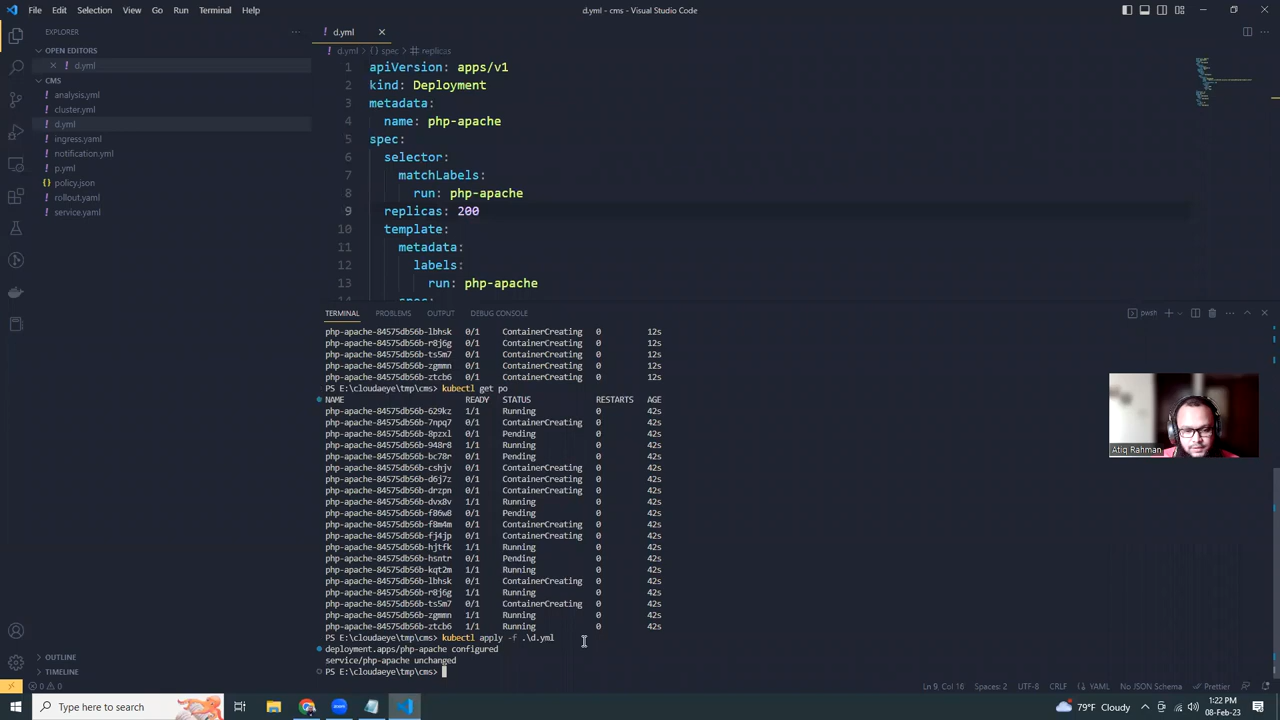 File Edit Selection View Go Run Terminal Help
d.yml - cms - Visual Studio Code
EXPLORER
OPEN EDITORS
d.yml
CMS
analysis.yml
cluster.yml
d.yml
ingress.yaml
notification.yml
p.yml
policy.json
rollout.yaml
service.yaml
OUTLINE
TIMELINE
d.yml
d.yml > {} spec > # replicas
1 apiVersion: apps/v1
2 kind: Deployment
3 metadata:
4 name: php-apache
5 spec:
6 selector:
7 matchLabels:
8 run: php-apache
9 replicas: 200
10 template:
11 metadata:
12 labels:
13 run: php-apache
14 spec:
TERMINAL PROBLEMS OUTPUT DEBUG CONSOLE
pwsh
php-apache-84575db56b-lbhsk 0/1 ContainerCreating 0 12s
php-apache-84575db56b-r8j6g 0/1 ContainerCreating 0 12s
php-apache-84575db56b-ts5m7 0/1 ContainerCreating 0 12s
php-apache-84575db56b-zgmmn 0/1 ContainerCreating 0 12s
php-apache-84575db56b-ztcb6 0/1 ContainerCreating 0 12s
PS E:\cloudaeye\tmp\cms> kubectl get po
NAME READY STATUS RESTARTS AGE
php-apache-84575db56b-629kz 1/1 Running 0 42s
php-apache-84575db56b-7npq7 1/1 Running 0 42s
php-apache-84575db56b-8pzxl 0/1 Pending 0 42s
php-apache-84575db56b-948r8 1/1 Running 0 42s
php-apache-84575db56b-bc78r 0/1 Pending 0 42s
php-apache-84575db56b-cshjv 0/1 ContainerCreating 0 42s
php-apache-84575db56b-d6j7z 0/1 ContainerCreating 0 42s
php-apache-84575db56b-drzpn 0/1 ContainerCreating 0 42s
php-apache-84575db56b-dvx8v 1/1 Running 0 42s
php-apache-84575db56b-f86w8 0/1 Pending 0 42s
php-apache-84575db56b-f8m4m 0/1 ContainerCreating 0 42s
php-apache-84575db56b-fj4jp 0/1 ContainerCreating 0 42s
php-apache-84575db56b-hjtfk 1/1 Running 0 42s
php-apache-84575db56b-hsntr 0/1 Pending 0 42s
php-apache-84575db56b-kqt2m 1/1 Running 0 42s
php-apache-84575db56b-lbhsk 0/1 ContainerCreating 0 42s
php-apache-84575db56b-r8j6g 1/1 Running 0 42s
php-apache-84575db56b-ts5m7 0/1 ContainerCreating 0 42s
php-apache-84575db56b-zgmmn 1/1 Running 0 42s
php-apache-84575db56b-ztcb6 1/1 Running 0 42s
PS E:\cloudaeye\tmp\cms> kubectl apply -f .\d.yml
deployment.apps/php-apache configured
service/php-apache unchanged
PS E:\cloudaeye\tmp\cms>
Atiq Rahman
0 0 Ln 9, Col 16 Spaces: 2 UTF-8 CRLF YAML No JSON Schema Prettier
Type here to search
79°F Cloudy
1:22 PM
08-Feb-23